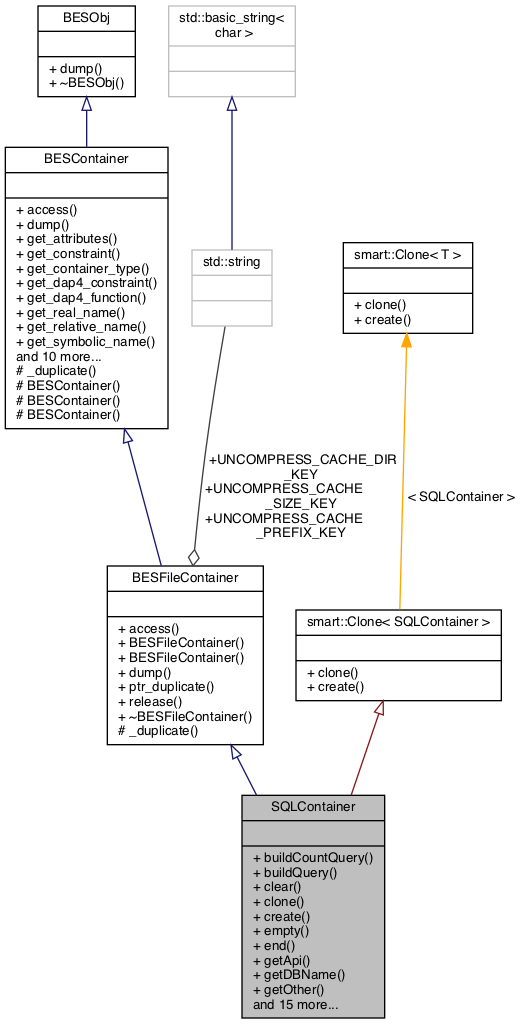 BESObj
+ dump()
+ ~BESObj()
std::basic_string<
char >
BESContainer
+ access()
+ dump()
+ get_attributes()
+ get_constraint()
+ get_container_type()
+ get_dap4_constraint()
+ get_dap4_function()
+ get_real_name()
+ get_relative_name()
+ get_symbolic_name()
and 10 more...
# _duplicate()
# BESContainer()
# BESContainer()
# BESContainer()
std::string
smart::Clone< T >
+ clone()
+ create()
+UNCOMPRESS_CACHE_DIR
_KEY
+UNCOMPRESS_CACHE
_SIZE_KEY
+UNCOMPRESS_CACHE
_PREFIX_KEY
< SQLContainer >
BESFileContainer
+ access()
+ BESFileContainer()
+ BESFileContainer()
+ dump()
+ ptr_duplicate()
+ release()
+ ~BESFileContainer()
# _duplicate()
smart::Clone< SQLContainer >
+ clone()
+ create()
SQLContainer
+ buildCountQuery()
+ buildQuery()
+ clear()
+ clone()
+ create()
+ empty()
+ end()
+ getApi()
+ getDBName()
+ getOther()
and 15 more...